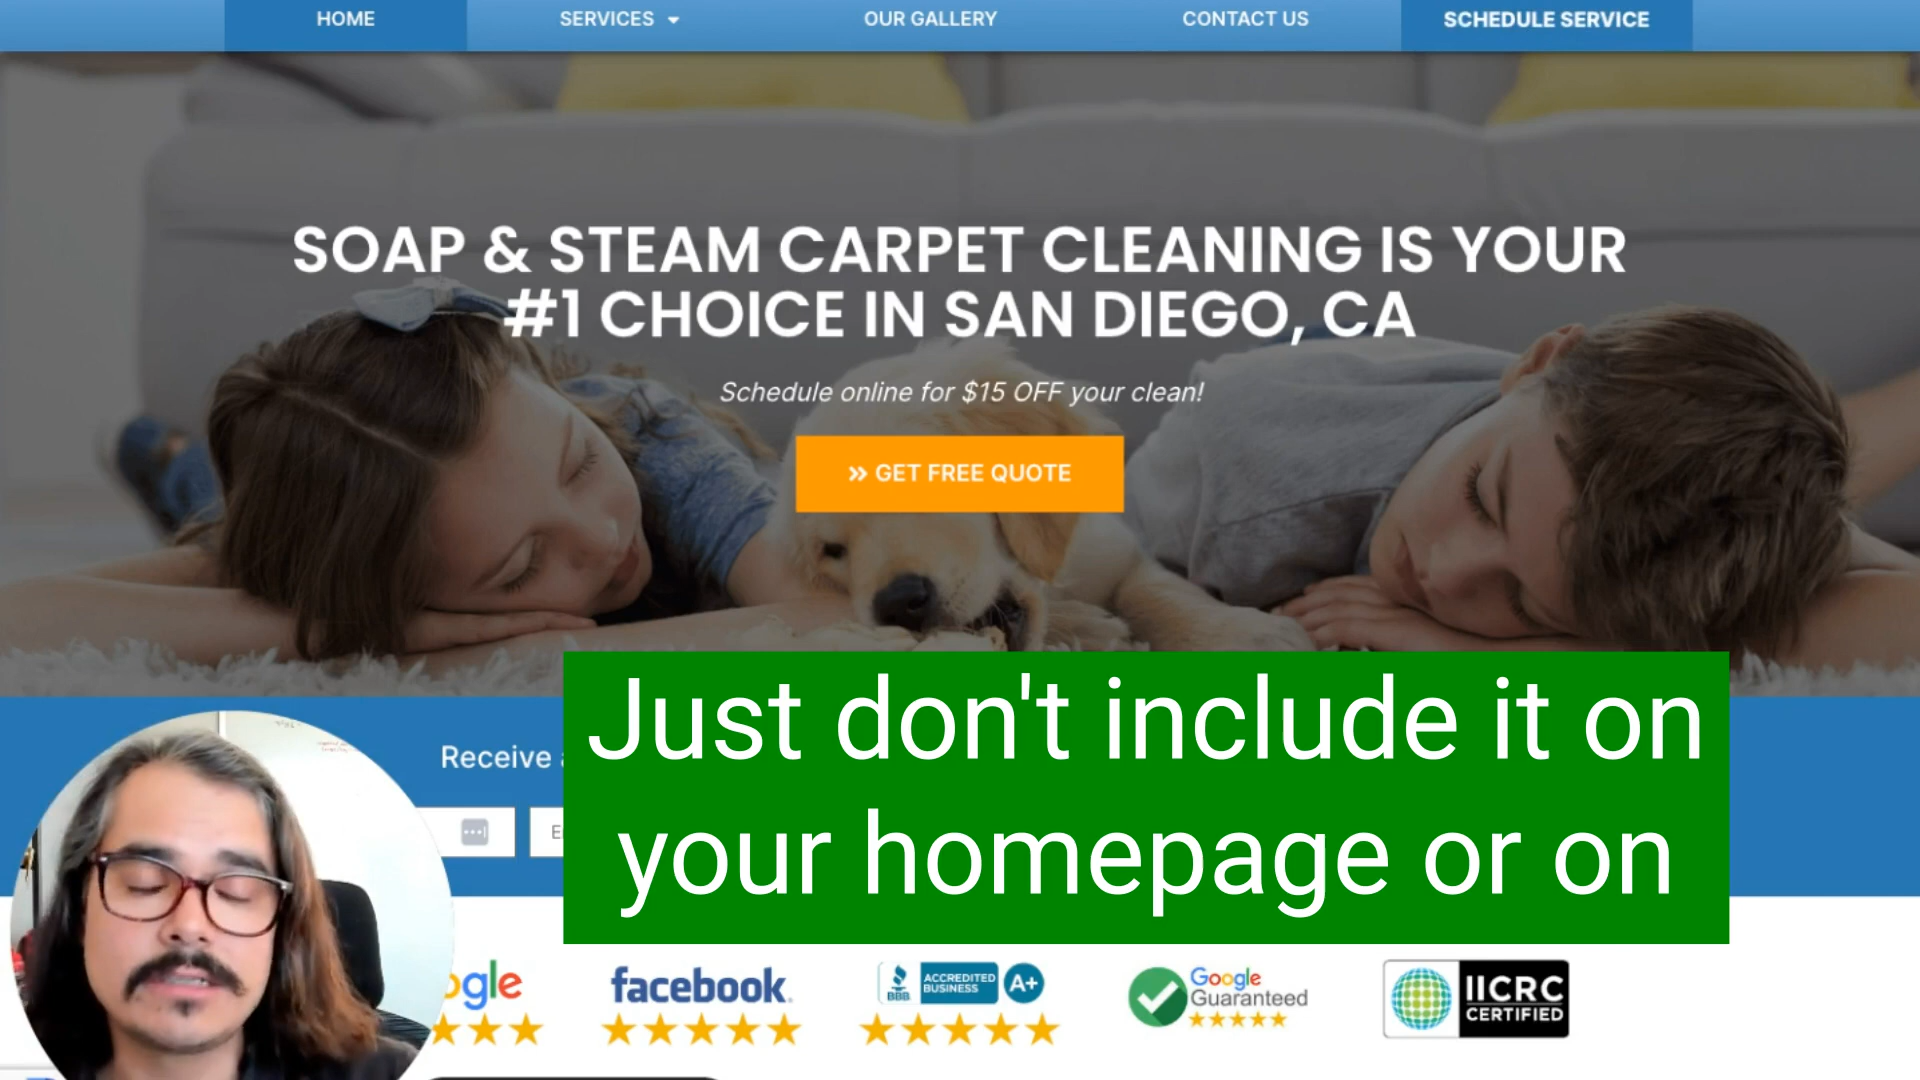 HOME
SERVICES
OUR GALLERY
CONTACT US
SCHEDULE SERVICE
SOAP & STEAM CARPET CLEANING IS YOUR
#1 CHOICE IN SAN DIEGO, CA
Schedule online for $15 OFF your clean!
» GET FREE QUOTE
Receive
Just don't include it on
your homepage or on
ogle
facebook
BBB
ACCREDITED
BUSINESS
A+
Google
Guaranteed
IICRC
CERTIFIED